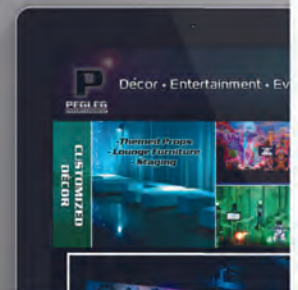 Décor • Entertainment • Ev
P
PEGLEG
-Themed Props
- Lounge Furniture
- Staging
CUSTOMIZED
DÉCOR